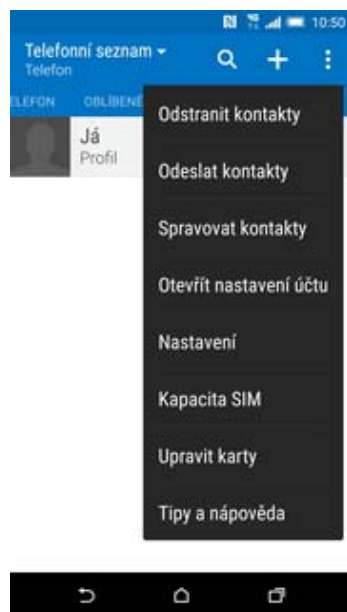 10:50
Telefonní seznam
Telefon
ELEFON OBLÍBENÉ
Já
Profil
Odstranit kontakty
Odeslat kontakty
Spravovat kontakty
Otevřít nastavení účtu
Nastavení
Kapacita SIM
Upravit karty
Tipy a nápověda